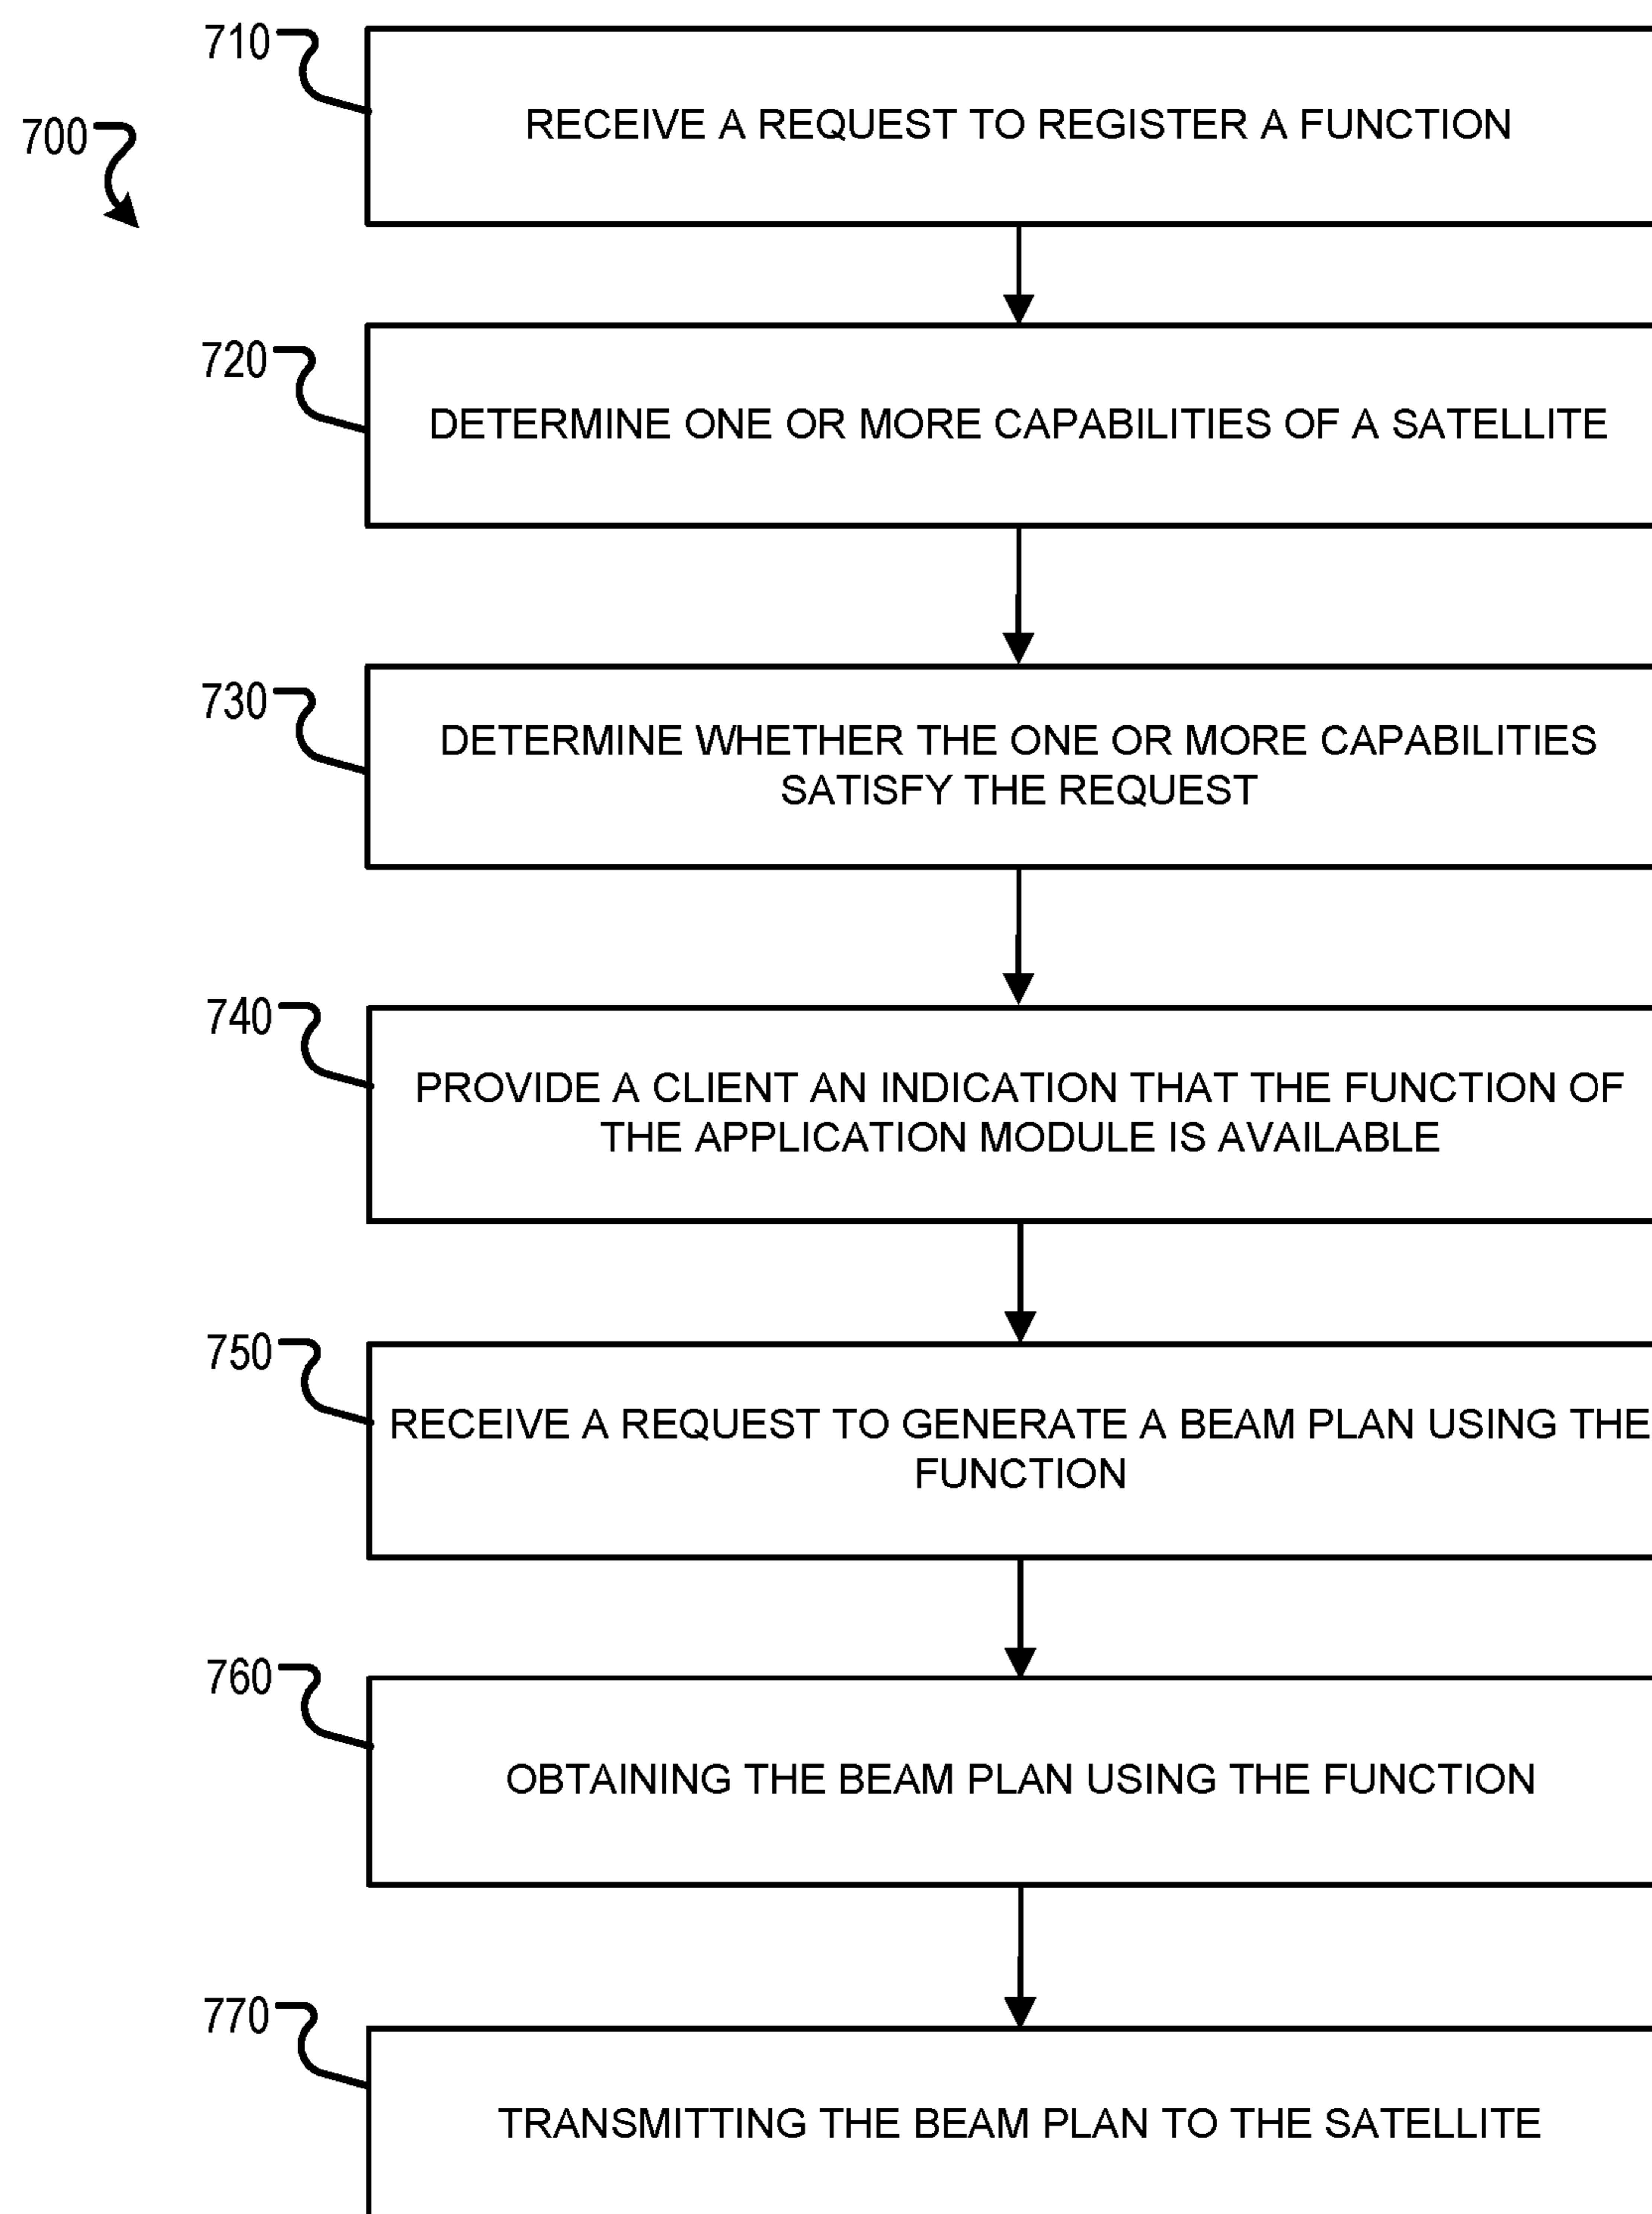 710
RECEIVE A REQUEST TO REGISTER A FUNCTION
700
720
DETERMINE ONE OR MORE CAPABILITIES OF A SATELLITE
730
DETERMINE WHETHER THE ONE OR MORE CAPABILITIES
SATISFY THE REQUEST
740
PROVIDE A CLIENT AN INDICATION THAT THE FUNCTION OF
THE APPLICATION MODULE IS AVAILABLE
750
RECEIVE A REQUEST TO GENERATE A BEAM PLAN USING THE
FUNCTION
760
OBTAINING THE BEAM PLAN USING THE FUNCTION
770
TRANSMITTING THE BEAM PLAN TO THE SATELLITE